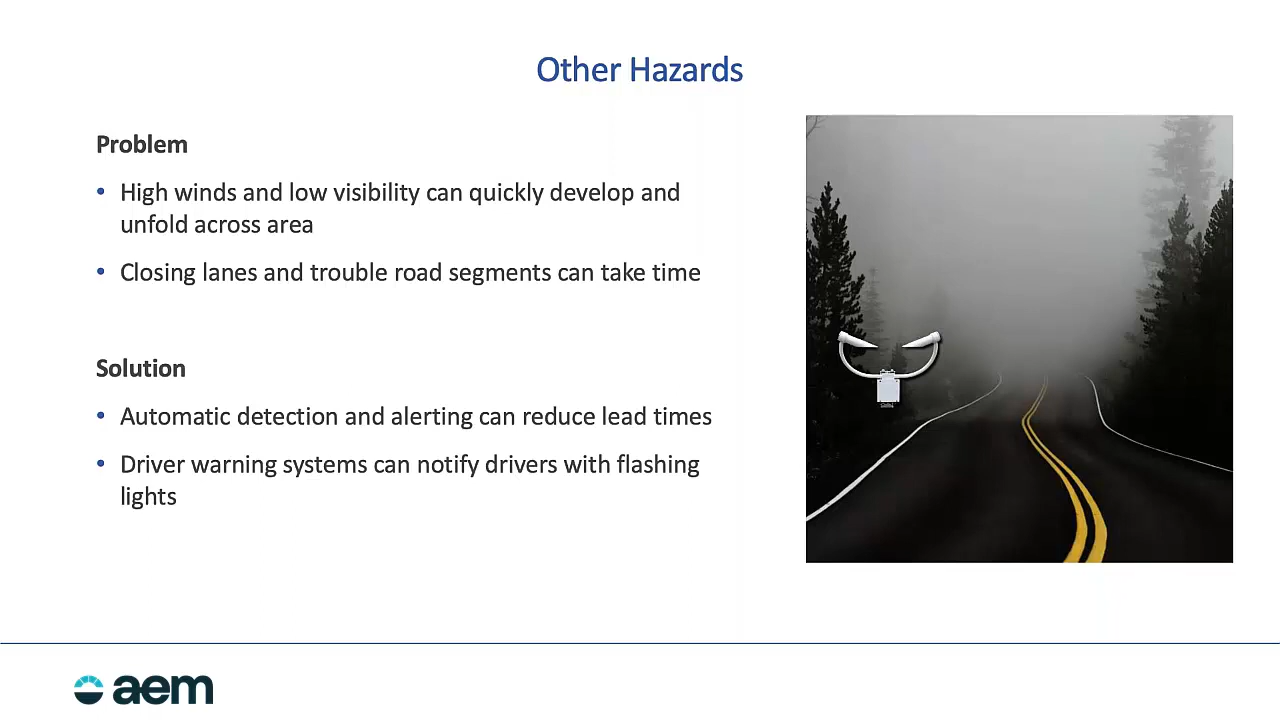 Other Hazards
Problem
• High winds and low visibility can quickly develop and
unfold across area
• Closing lanes and trouble road segments can take time
Solution
• Automatic detection and alerting can reduce lead times
• Driver warning systems can notify drivers with flashing
lights
aem